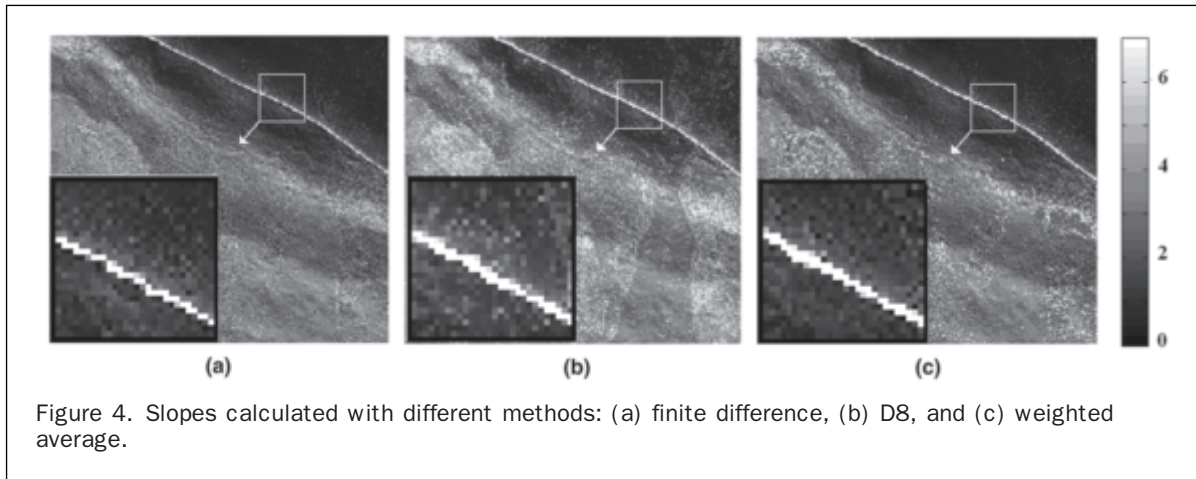 6
4
2
0
(a)
(b)
(c)
Figure 4. Slopes calculated with different methods: (a) finite difference, (b) D8, and (c) weighted
average.